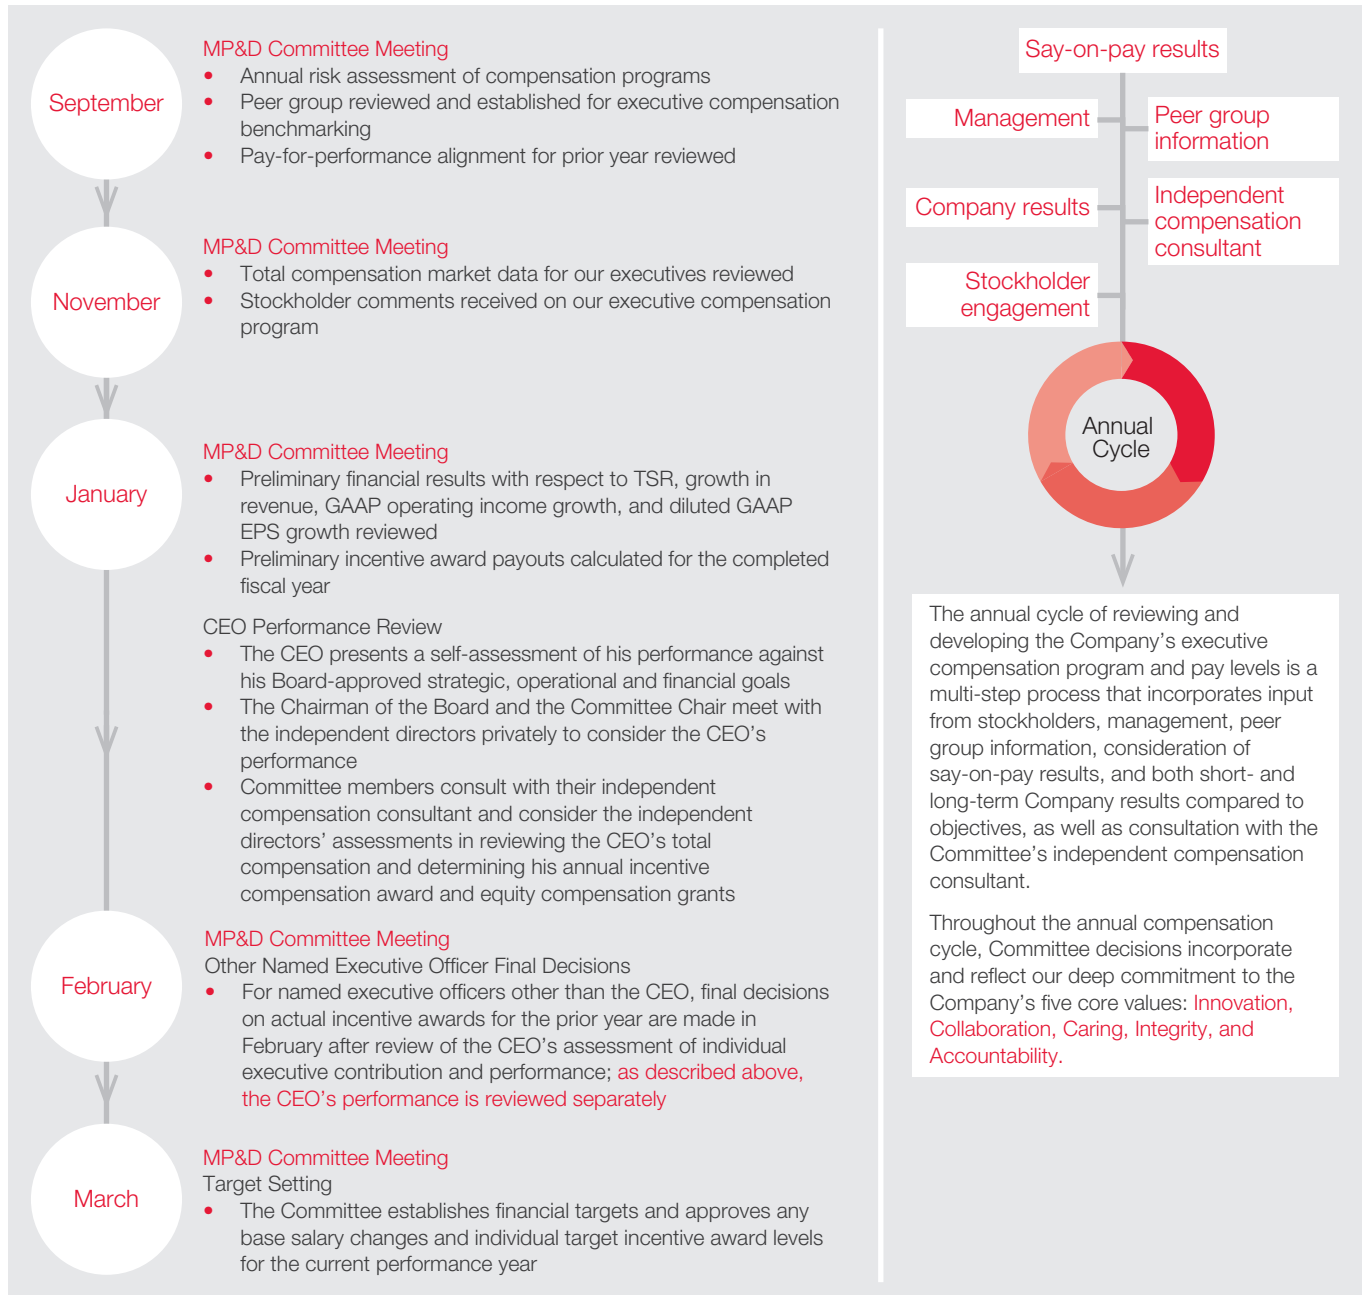 September
MP&D Committee Meeting
• Annual risk assessment of compensation programs
• Peer group reviewed and established for executive compensation
benchmarking
• Pay-for-performance alignment for prior year reviewed
November
MP&D Committee Meeting
• Total compensation market data for our executives reviewed
• Stockholder comments received on our executive compensation
program
January
MP&D Committee Meeting
• Preliminary financial results with respect to TSR, growth in
revenue, GAAP operating income growth, and diluted GAAP
EPS growth reviewed
• Preliminary incentive award payouts calculated for the completed
fiscal year
CEO Performance Review
• The CEO presents a self-assessment of his performance against
his Board-approved strategic, operational and financial goals
• The Chairman of the Board and the Committee Chair meet with
the independent directors privately to consider the CEO’s
performance
• Committee members consult with their independent
compensation consultant and consider the independent
directors’ assessments in reviewing the CEO’s total
compensation and determining his annual incentive
compensation award and equity compensation grants
February
MP&D Committee Meeting
Other Named Executive Officer Final Decisions
• For named executive officers other than the CEO, final decisions
on actual incentive awards for the prior year are made in
February after review of the CEO’s assessment of individual
executive contribution and performance; as described above,
the CEO’s performance is reviewed separately
March
MP&D Committee Meeting
Target Setting
• The Committee establishes financial targets and approves any
base salary changes and individual target incentive award levels
for the current performance year
Say-on-pay results
Management
Peer group
information
Company results
Independent
compensation
consultant
Stockholder
engagement
Annual
Cycle
The annual cycle of reviewing and
developing the Company’s executive
compensation program and pay levels is a
multi-step process that incorporates input
from stockholders, management, peer
group information, consideration of
say-on-pay results, and both short- and
long-term Company results compared to
objectives, as well as consultation with the
Committee’s independent compensation
consultant.
Throughout the annual compensation
cycle, Committee decisions incorporate
and reflect our deep commitment to the
Company’s five core values: Innovation,
Collaboration, Caring, Integrity, and
Accountability.